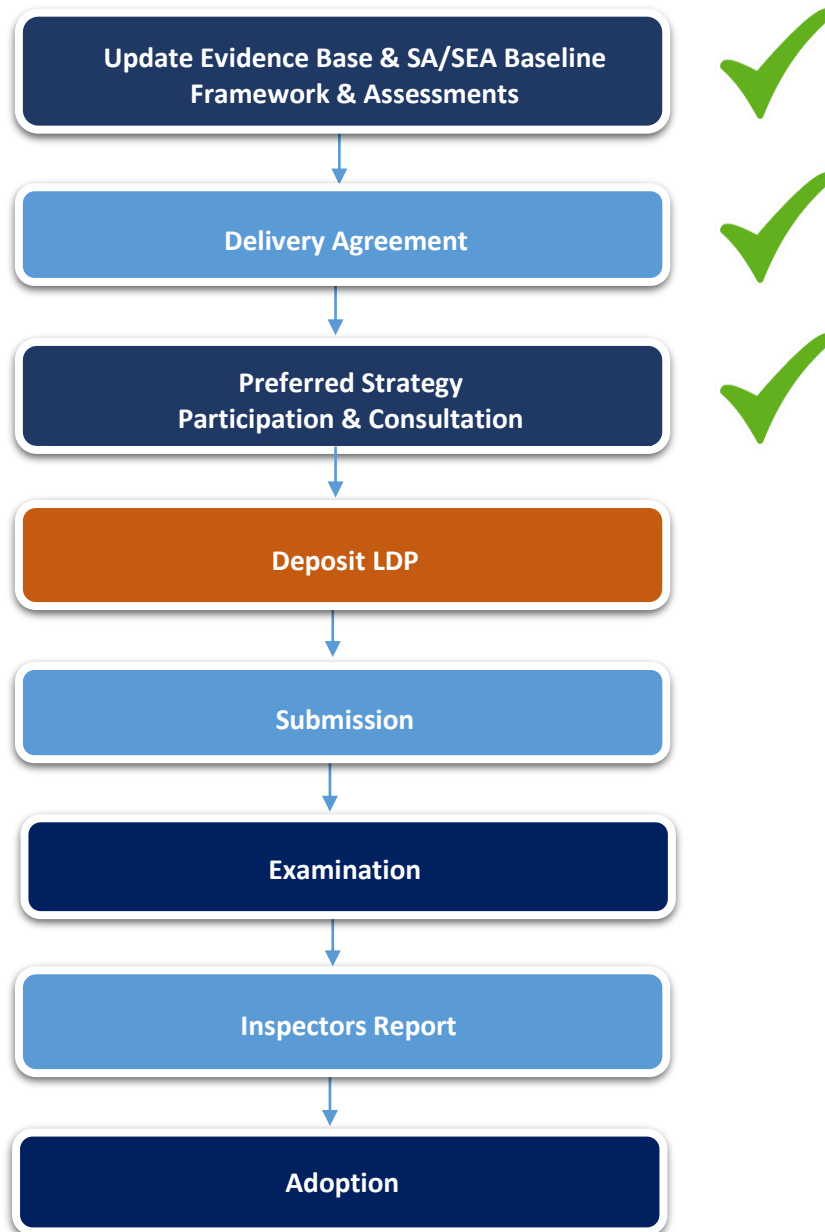 Update Evidence Base & SA/SEA Baseline
Framework & Assessments
Delivery Agreement
Preferred Strategy
Participation & Consultation
Deposit LDP
Submission
Examination
Inspectors Report
Adoption